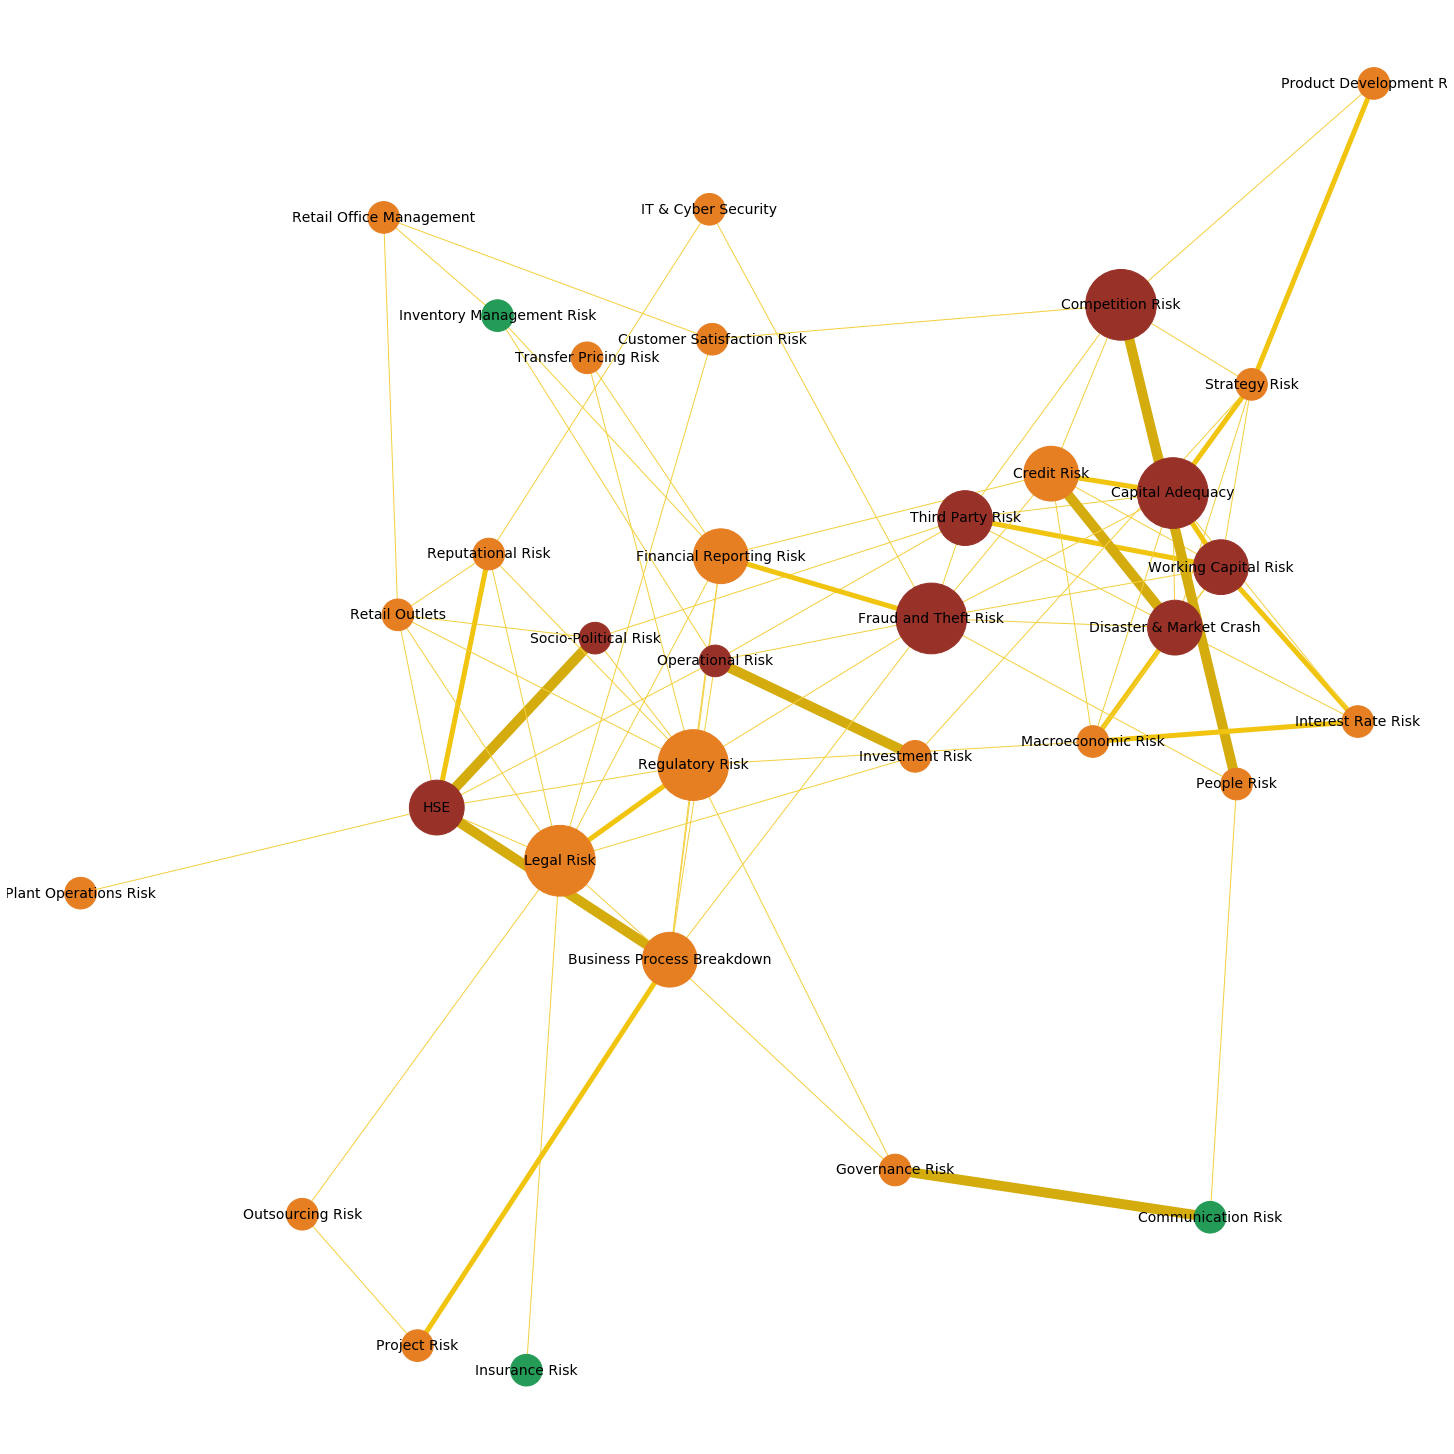 Product Development R
IT & Cyber Security
Retail Office Management
Competition Risk
Inventory Management Risk
Customer Satisfaction Risk
Transfer Pricing Risk
Strategy Risk
Credit Risk
Capital Adequacy
Third Party Risk
Reputational Risk
Financial Reporting Risk
Working Capital Risk
Retail Outlets
Fraud and Theft Risk
Disaster & Market Crash
Socio-Political Risk
Operational Risk
Interest Rate Risk
Macroeconomic Risk
Investment Risk
Regulatory Risk
People Risk
HSE
Legal Risk
Plant Operations Risk
Business Process Breakdown
Governance Risk
Outsourcing Risk
Communication Risk
Project Risk
Insurance Risk